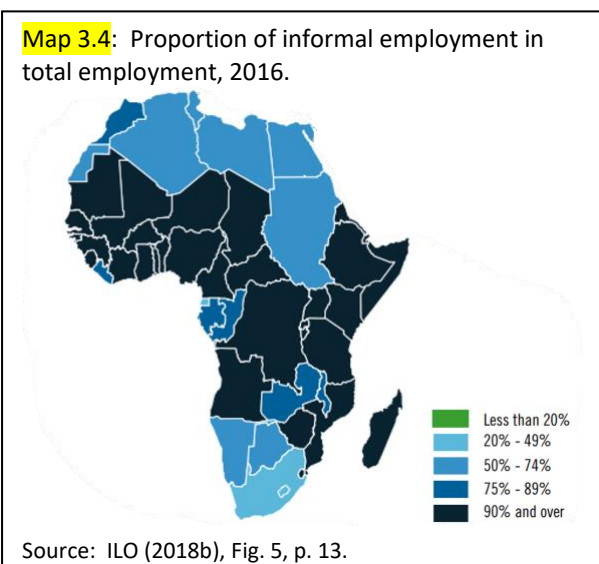 Map 3.4: Proportion of informal employment in
total employment, 2016.
Less than 20%
20% - 49%
50% - 74%
75% - 89%
90% and over
Source: ILO (2018b), Fig. 5, p. 13.